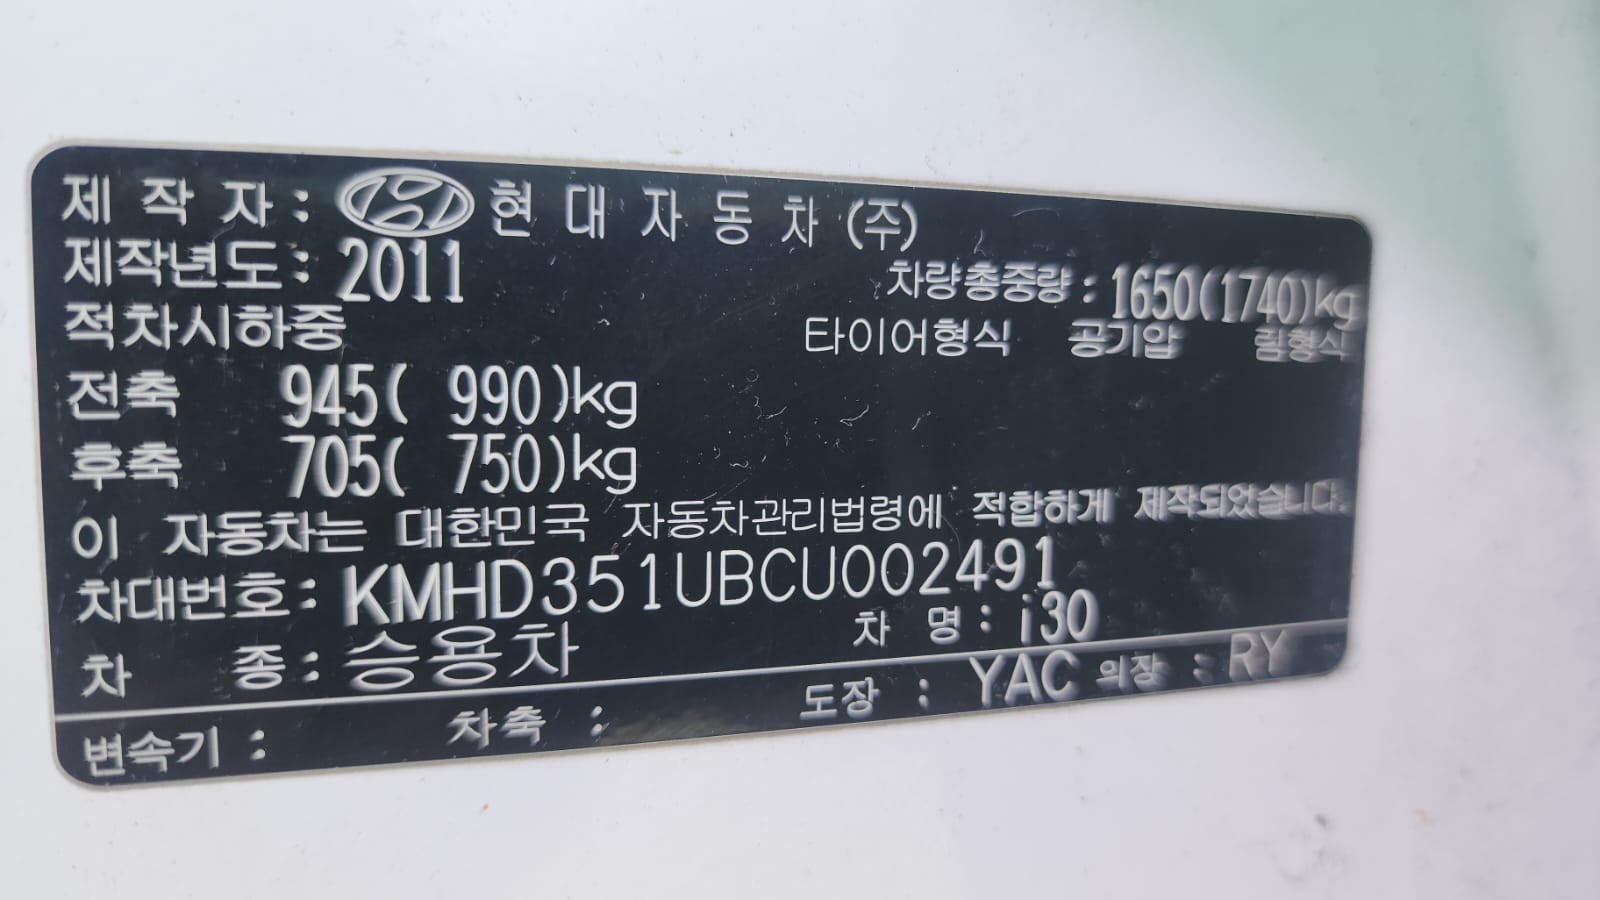 제 작 자 : 현 대 자 동 차 (주)
제작년도 : 2011
차량총중량 : 1650(1740)kg
적차시하중
타이어형식 공기압 림형식
전축 945( 990)kg
후축 705( 750)kg
이 자동차는 대한민국 자동차관리법령에 적합하게 제작되었습니다.
차대번호 : KMHD351UBCU002491
차 종 : 승용차 차 명 : i30
변속기 : 차축 : 도장 : YAC 의장 : RY